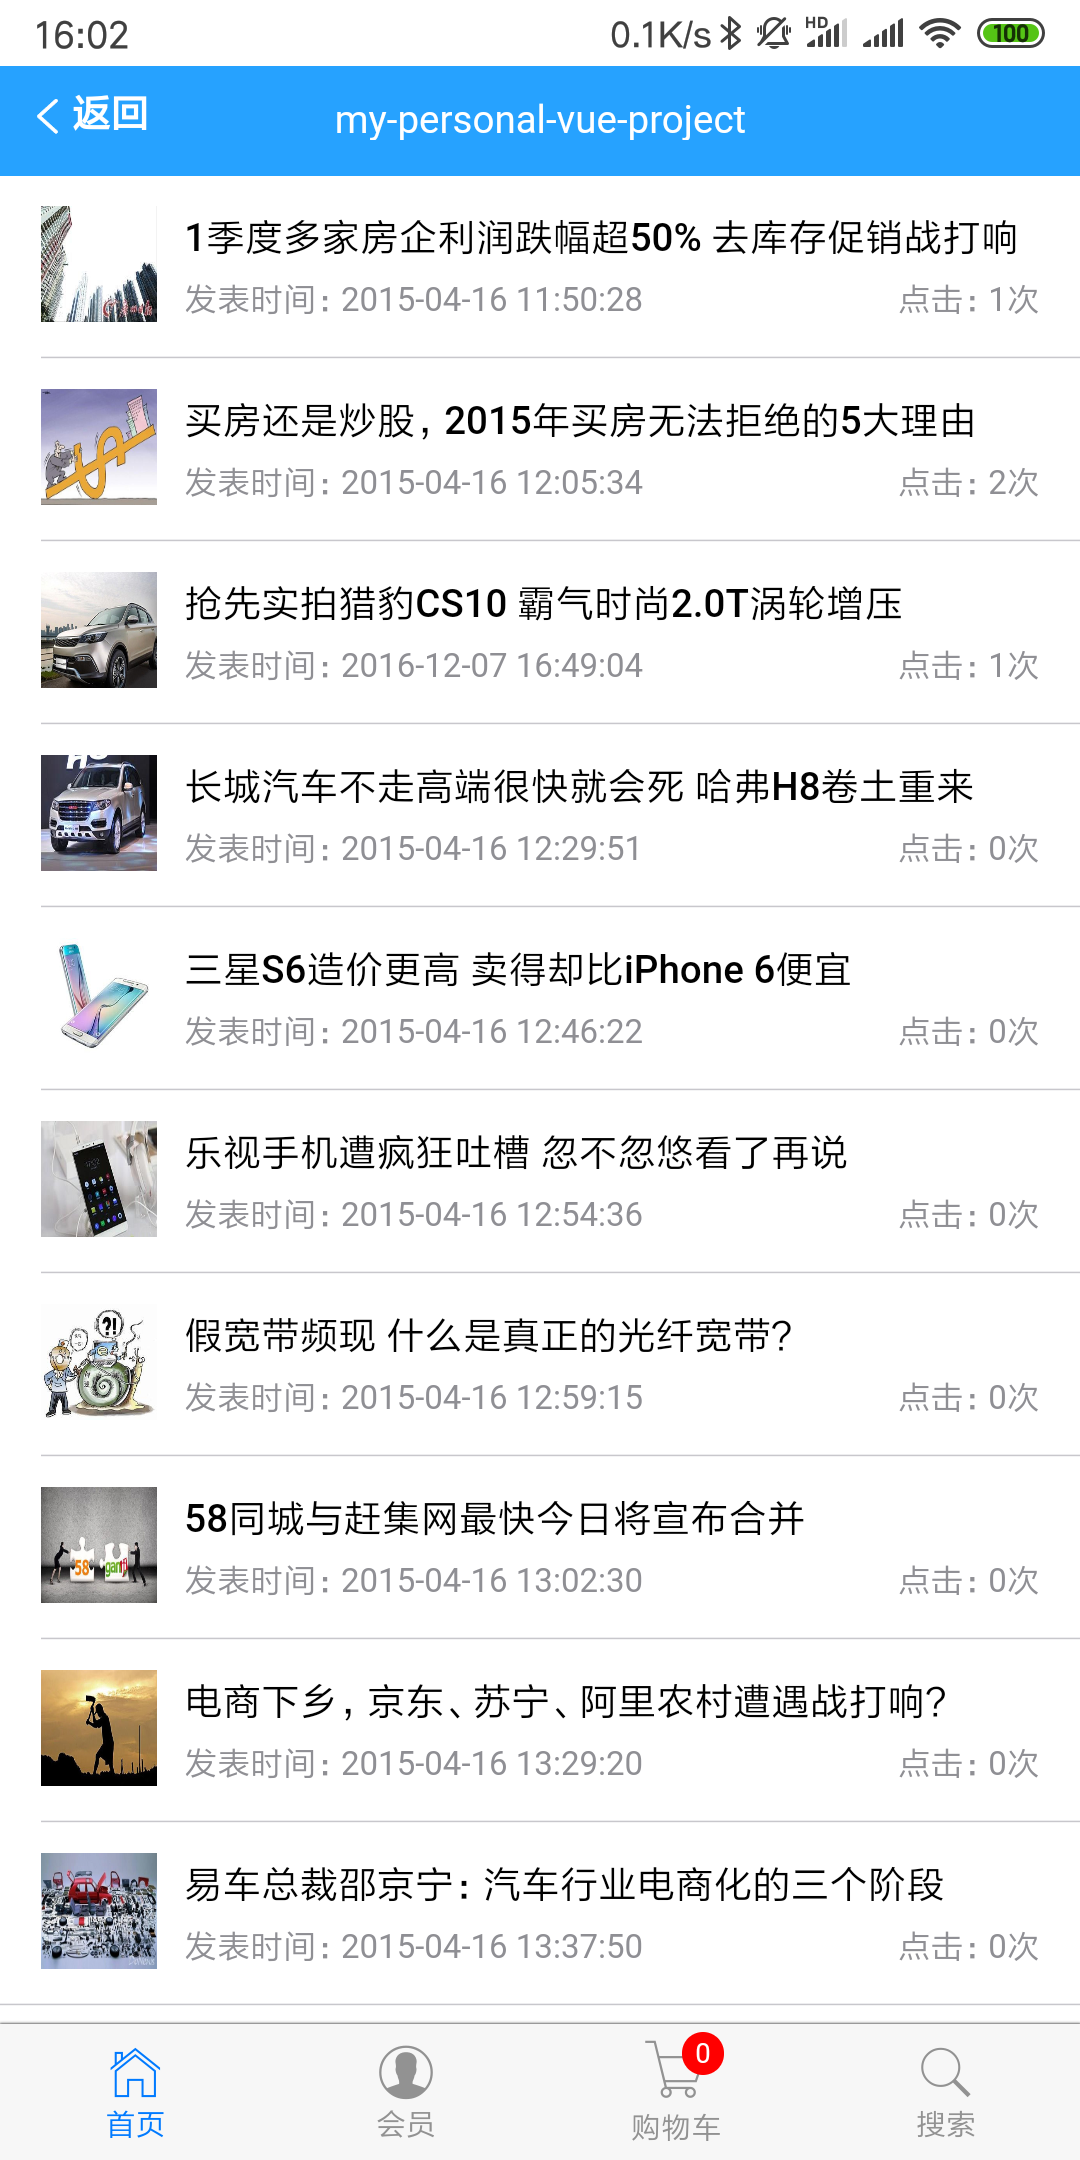 16:02
0.1K/s
HD
100
返回
my-personal-vue-project
1季度多家房企利润跌幅超50% 去库存促销战打响
发表时间: 2015-04-16 11:50:28
点击: 1次
买房还是炒股，2015年买房无法拒绝的5大理由
发表时间: 2015-04-16 12:05:34
点击: 2次
抢先实拍猎豹CS10 霸气时尚2.0T涡轮增压
发表时间: 2016-12-07 16:49:04
点击: 1次
长城汽车不走高端很快就会死 哈弗H8卷土重来
发表时间: 2015-04-16 12:29:51
点击: 0次
三星S6造价更高 卖得却比iPhone 6便宜
发表时间: 2015-04-16 12:46:22
点击: 0次
乐视手机遭疯狂吐槽 忽不忽悠看了再说
发表时间: 2015-04-16 12:54:36
点击: 0次
?!
假宽带频现 什么是真正的光纤宽带？
发表时间: 2015-04-16 12:59:15
点击: 0次
58
ganji
58同城与赶集网最快今日将宣布合并
发表时间: 2015-04-16 13:02:30
点击: 0次
电商下乡，京东、苏宁、阿里农村遭遇战打响？
发表时间: 2015-04-16 13:29:20
点击: 0次
易车总裁邵京宁：汽车行业电商化的三个阶段
发表时间: 2015-04-16 13:37:50
点击: 0次
首页
会员
0
购物车
搜索